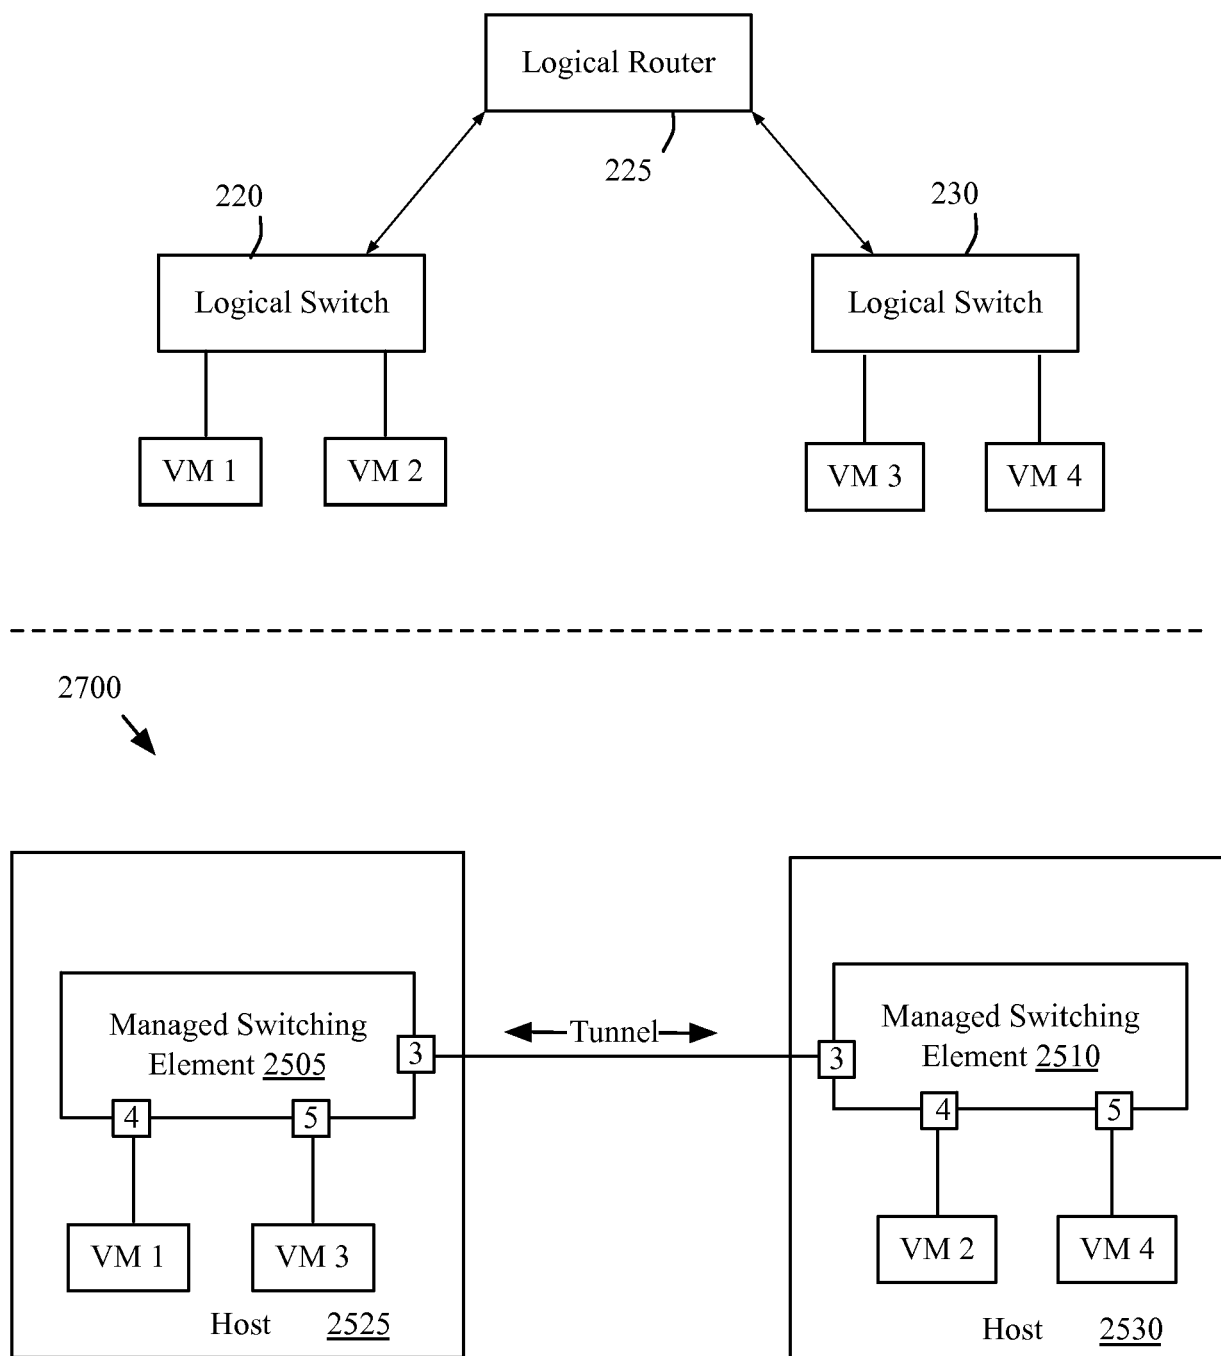 Logical Router
225
220
230
Logical Switch
Logical Switch
VM 1
VM 2
VM 3
VM 4
2700
Managed Switching
Element 2505
3
4
5
Tunnel
Managed Switching
Element 2510
3
4
5
VM 1
VM 3
VM 2
VM 4
Host 2525
Host 2530